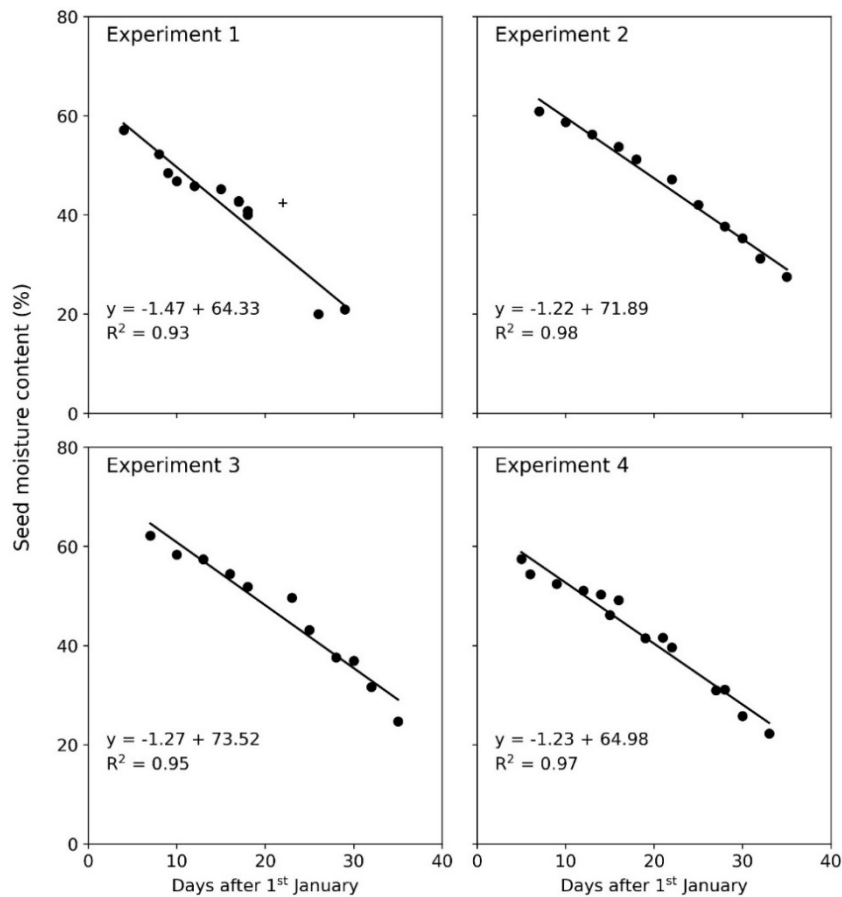 Seed moisture content (%)
80
60
40
20
0
Experiment 1
y = -1.47 + 64.33
R² = 0.93
Experiment 2
y = -1.22 + 71.89
R² = 0.98
80
60
40
20
0
Experiment 3
y = -1.27 + 73.52
R² = 0.95
0 10 20 30 40
Days after 1ˢᵗ January
Experiment 4
y = -1.23 + 64.98
R² = 0.97
0 10 20 30 40
Days after 1ˢᵗ January